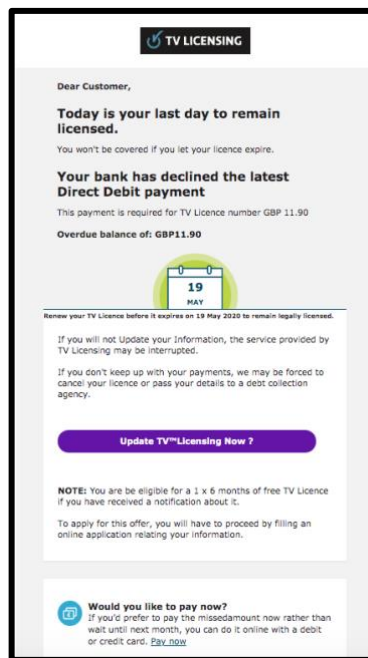 TV LICENSING
Dear Customer,
Today is your last day to remain
licensed.
You won't be covered if you let your licence expire.
Your bank has declined the latest
Direct Debit payment
This payment is required for TV Licence number GBP 11.90
Overdue balance of: GBP11.90
19
MAY
Renew your TV Licence before it expires on 19 May 2020 to remain legally licensed.
If you will not Update your Information, the service provided by
TV Licensing may be interrupted.
If you don't keep up with your payments, we may be forced to
cancel your licence or pass your details to a debt collection
agency.
Update TV™Licensing Now ?
NOTE: You are be eligible for a 1 x 6 months of free TV Licence
if you have received a notification about it.
To apply for this offer, you will have to proceed by filling an
online application relating your information.
Would you like to pay now?
If you'd prefer to pay the missedamount now rather than
wait until next month, you can do it online with a debit
or credit card. Pay now